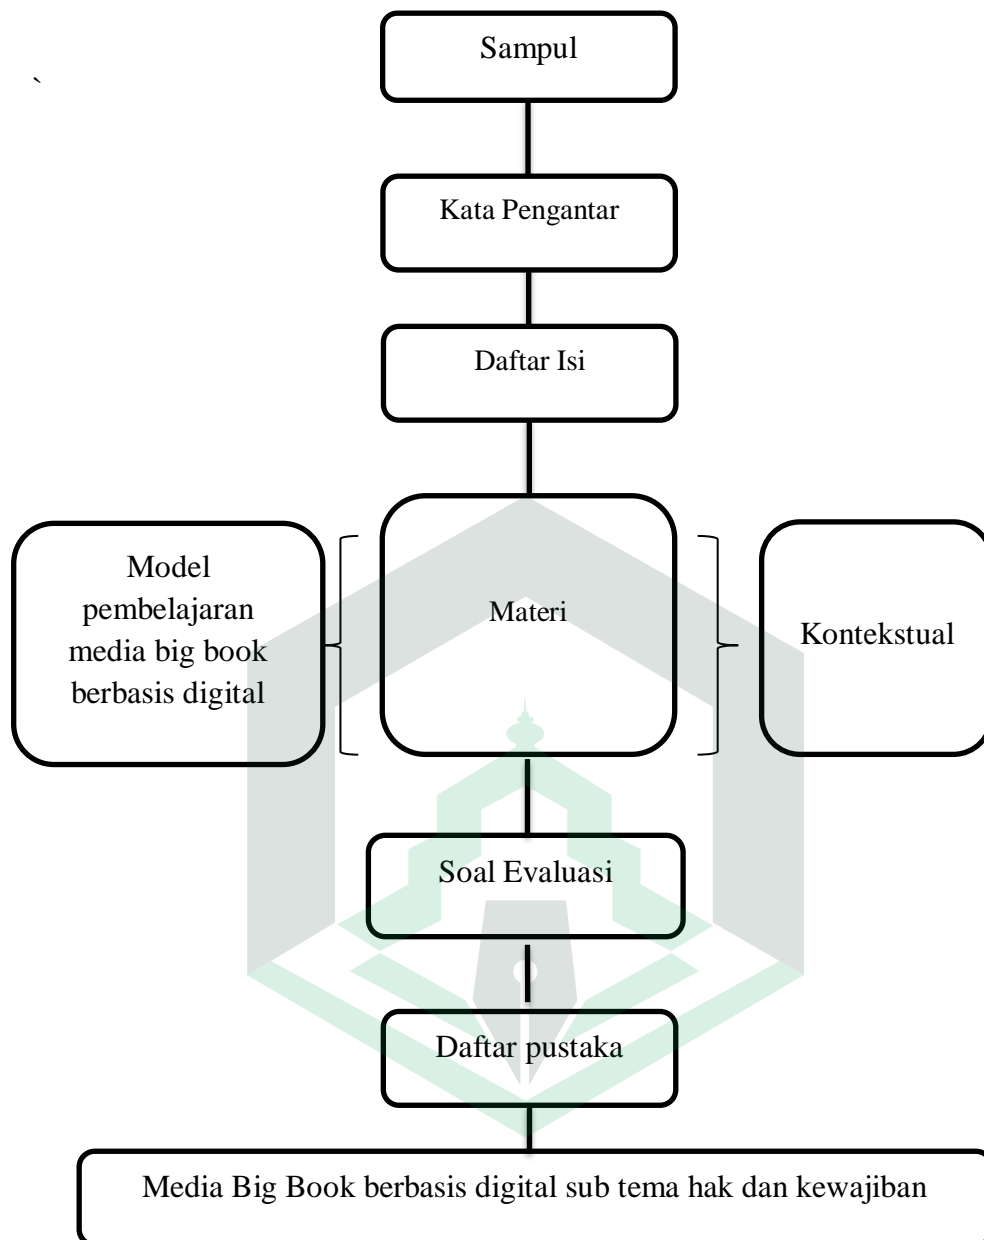 Sampul
`
Kata Pengantar
Daftar Isi
Model
pembelajaran
media big book
berbasis digital
Materi
Kontekstual
Soal Evaluasi
Daftar pustaka
Media Big Book berbasis digital sub tema hak dan kewajiban